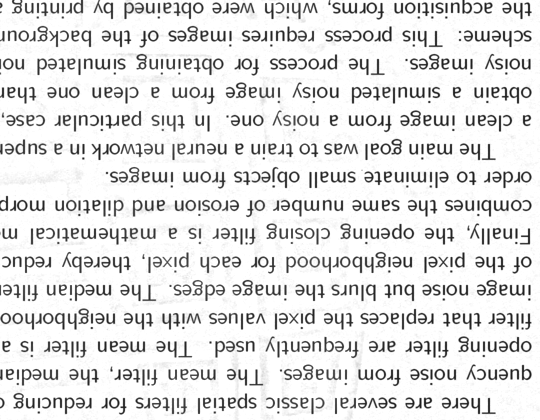 There are several classic spatial filters for reducing
quency noise from images. The mean filter, the median
opening filter are frequently used. The mean filter is a
filter that replaces the pixel values with the neighborhoo
image noise but blurs the image edges. The median filte
of the pixel neighborhood for each pixel, thereby reduc
Finally, the opening closing filter is a mathematical m
combines the same number of erosion and dilation morp
order to eliminate small objects from images.
The main goal was to train a neural network in a supe
a clean image from a noisy one. In this particular case,
obtain a simulated noisy image from a clean one than
noisy images. The process for obtaining simulated noi
scheme: This process requires images of the backgroun
the acquisition forms, which were obtained by printing